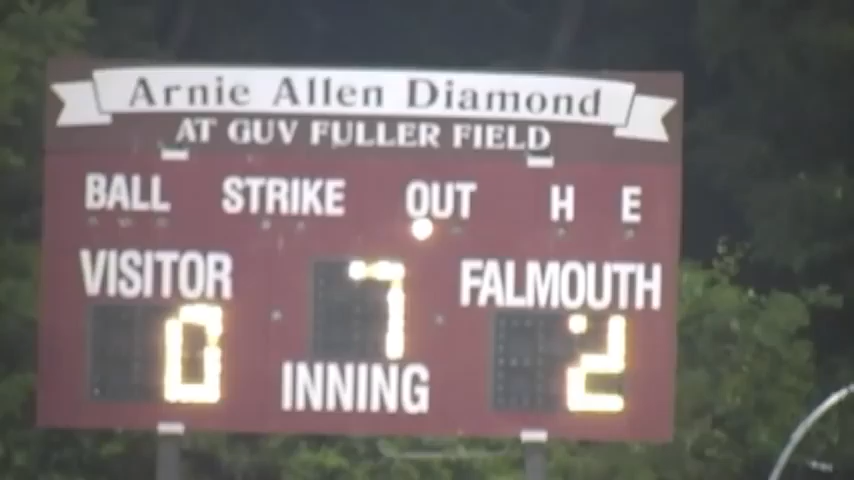 Arnie Allen Diamond
AT GUV FULLER FIELD
BALL STRIKE OUT H E
VISITOR 7 FALMOUTH
0 INNING 2